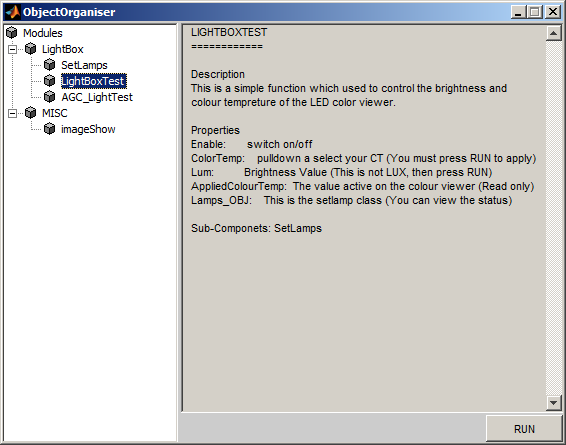 ObjectOrganiser
Modules
LightBox
SetLamps
LightBoxTest
AGC_LightTest
MISC
imageShow
LIGHTBOXTEST
============
Description
This is a simple function which used to control the brightness and
colour tempreture of the LED color viewer.
Properties
Enable: switch on/off
ColorTemp: pulldown a select your CT (You must press RUN to apply)
Lum: Brightness Value (This is not LUX, then press RUN)
AppliedColourTemp: The value active on the colour viewer (Read only)
Lamps_OBJ: This is the setlamp class (You can view the status)
Sub-Componets: SetLamps
RUN